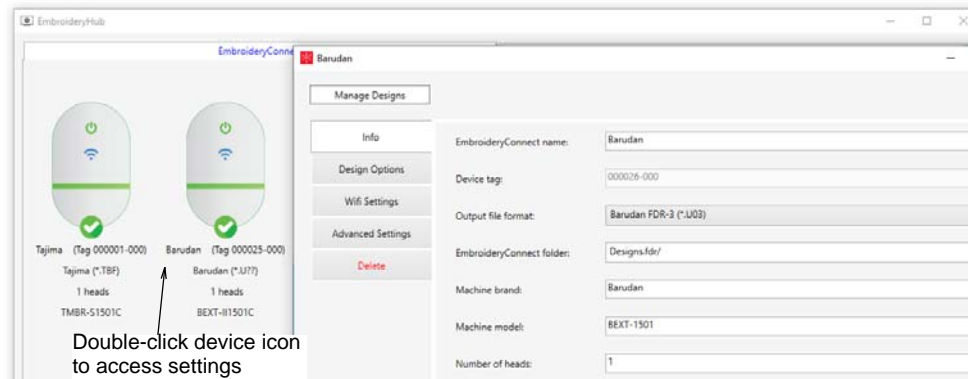 EmbroideryHub
EmbroideryConne
Barudan
Manage Designs
Info
Design Options
Wifi Settings
Advanced Settings
Delete
EmbroideryConnect name: Barudan
Device tag: 000026-000
Output file format: Barudan FDR-3 (*.U03)
EmbroideryConnect folder: Designs.fdr/
Machine brand: Barudan
Machine model: BEXT-1501
Number of heads: 1
Tajima (Tag 000001-000)
Tajima (*.TBF)
1 heads
TMBR-S1501C
Barudan (Tag 000025-000)
Barudan (*.U??)
1 heads
BEXT-II1501C
Double-click device icon
to access settings